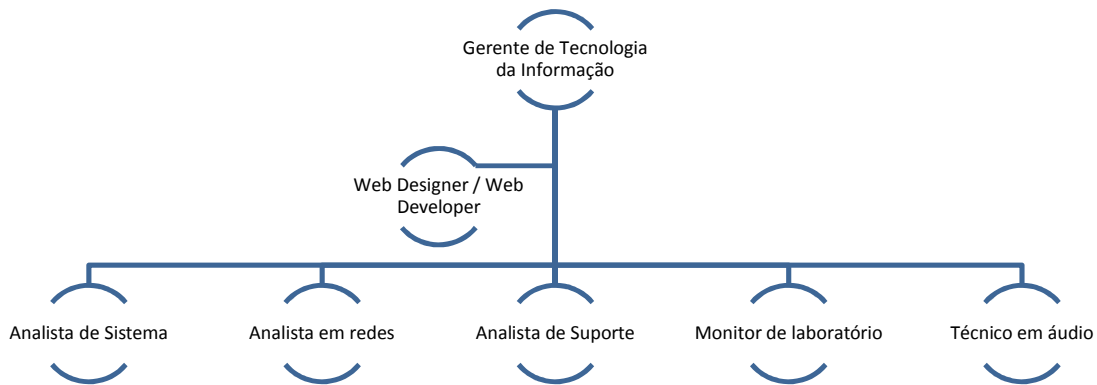 Gerente de Tecnologia
da Informação
Web Designer / Web
Developer
Analista de Sistema
Analista em redes
Analista de Suporte
Monitor de laboratório
Técnico em áudio